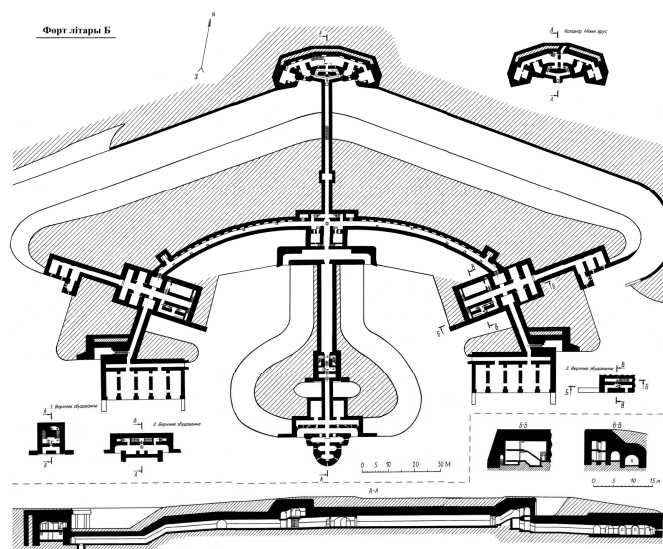 Форт літары Б
N
З
А
А
Капанір. Ніжні ярус
А
А
В
Б
Б
В
3. Верхняе збудаванне
В
Б
Б
В
1. Верхняе збудаванне
2. Верхняе збудаванне
А
А
А
А
А
0 5 10 20 30 М
Б-Б
В-В
0 5 10 15 м
А-А